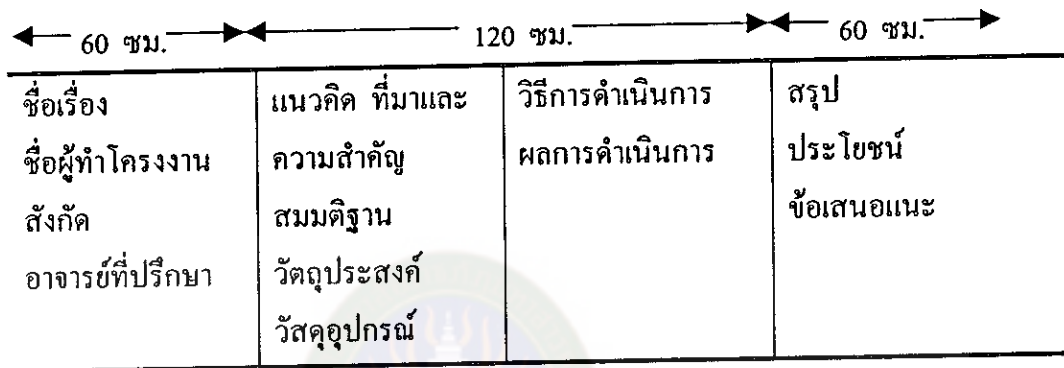 60 ซม.
120 ซม.
60 ซม.
ชื่อเรื่อง
ชื่อผู้ทำโครงงาน
สังกัด
อาจารย์ที่ปรึกษา
แนวคิด ที่มาและ
ความสำคัญ
สมมติฐาน
วัตถุประสงค์
วัสดุอุปกรณ์
วิธีการดำเนินการ
ผลการดำเนินการ
สรุป
ประโยชน์
ข้อเสนอแนะ